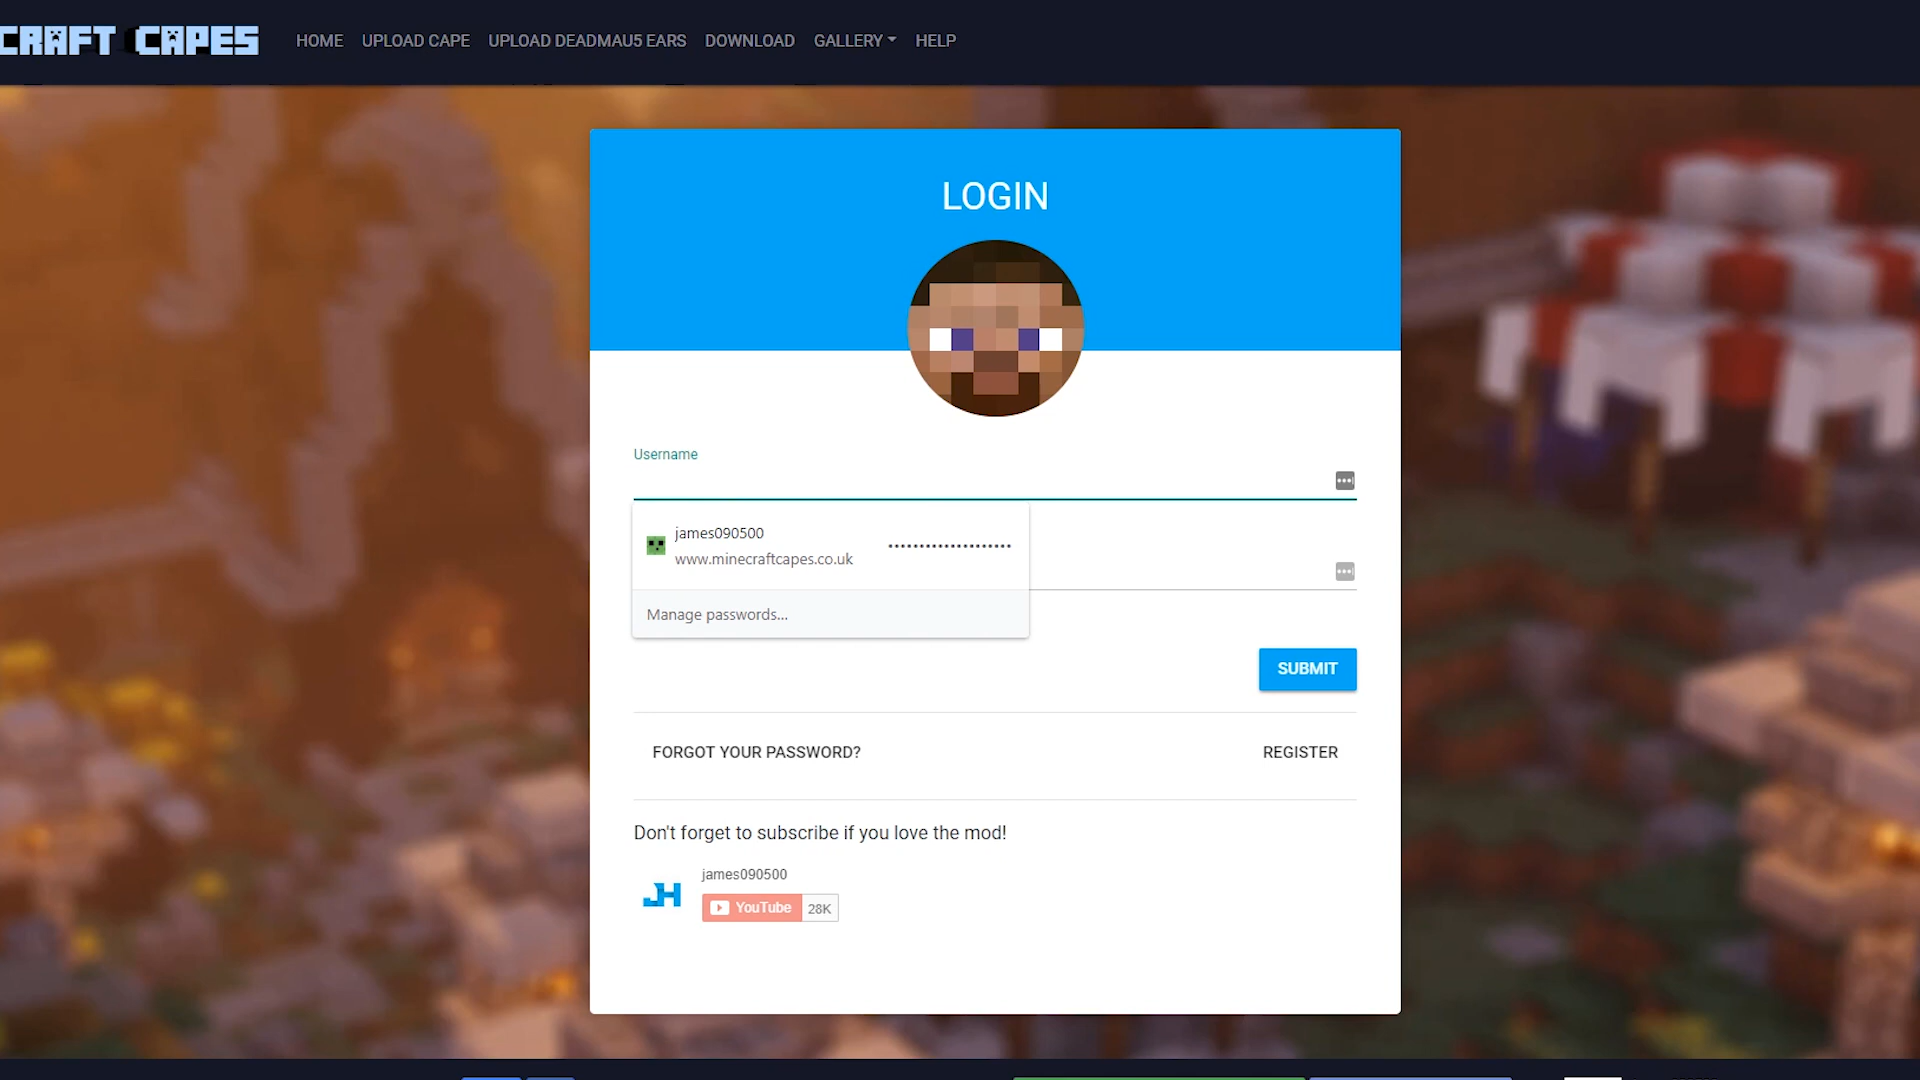 CRAFT CAPES
HOME UPLOAD CAPE UPLOAD DEADMAU5 EARS DOWNLOAD GALLERY HELP
LOGIN
Username
james090500
www.minecraftcapes.co.uk
Manage passwords...
SUBMIT
FORGOT YOUR PASSWORD? REGISTER
Don't forget to subscribe if you love the mod!
JH
james090500
YouTube 28K